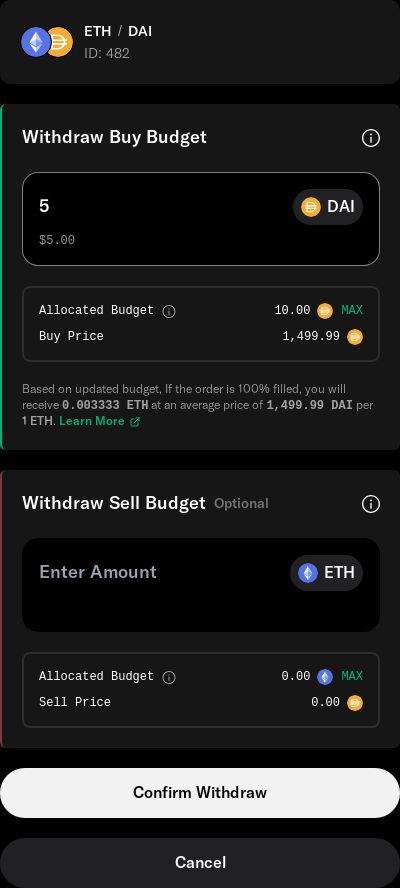 ETH / DAI
ID: 482
Withdraw Buy Budget
5
DAI
$5.00
Allocated Budget 10.00 MAX
Buy Price 1,499.99
Based on updated budget, If the order is 100% filled, you will
receive 0.003333 ETH at an average price of 1,499.99 DAI per
1 ETH. Learn More
Withdraw Sell Budget Optional
Enter Amount ETH
Allocated Budget 0.00 MAX
Sell Price 0.00
Confirm Withdraw
Cancel